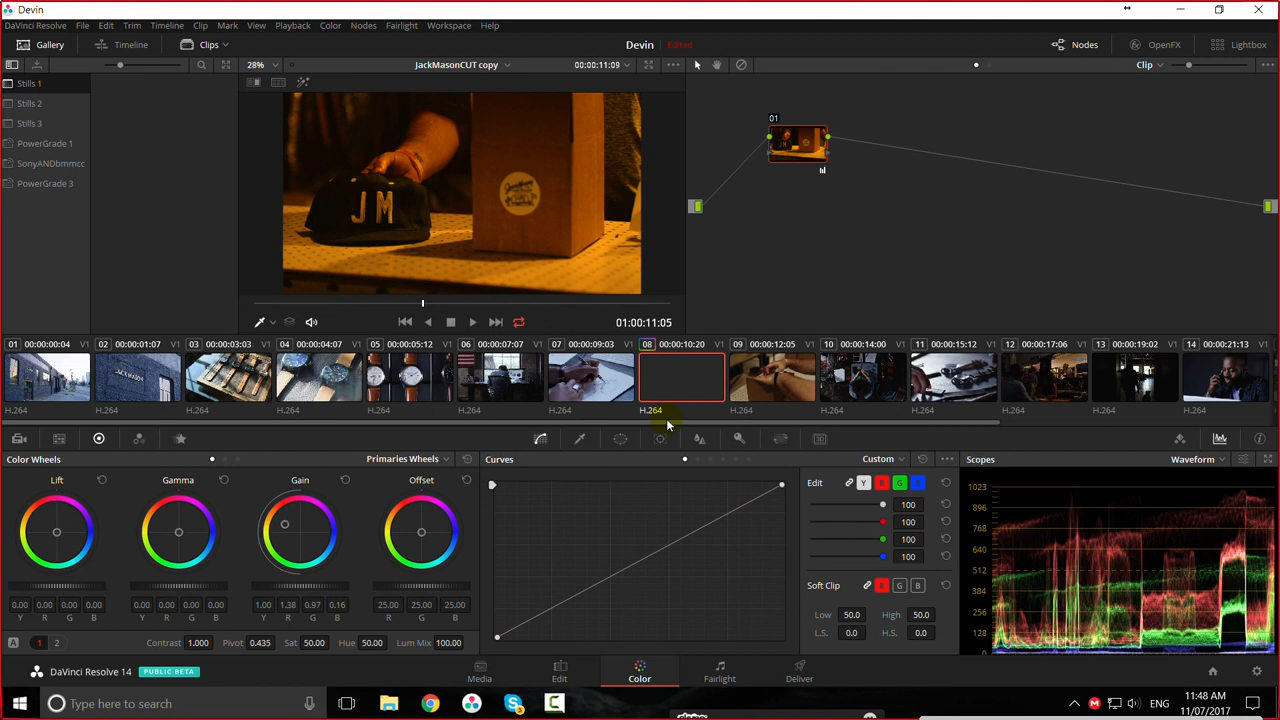 Devin
DaVinci Resolve File Edit Trim Timeline Clip Mark View Playback Color Nodes Fairlight Workspace Help
Gallery Timeline Clips Devin Edited Nodes OpenFX Lightbox
28% JackMasonCUT copy 00:00:11:09 Clip
Stills 1
Stills 2
Stills 3
PowerGrade 1
SonyANDbmmcc
PowerGrade 3
JM
01
01:00:11:05
01 00:00:00:04 V1 02 00:00:01:07 V1 03 00:00:03:03 V1 04 00:00:04:07 V1 05 00:00:05:12 V1 06 00:00:07:07 V1 07 00:00:09:03 V1 08 00:00:10:20 V1 09 00:00:12:05 V1 10 00:00:14:00 V1 11 00:00:15:12 V1 12 00:00:17:06 V1 13 00:00:19:02 V1 14 00:00:21:13 V1
JACK MASON
H.264 H.264 H.264 H.264 H.264 H.264 H.264 H.264 H.264 H.264 H.264 H.264 H.264 H.264
Color Wheels Primaries Wheels Curves Custom Scopes Waveform
Lift Gamma Gain Offset
Edit Y R G B
100
100
100
100
Soft Clip R G B
Low 50.0 High 50.0
L.S. 0.0 H.S. 0.0
1023
896
768
640
512
384
256
128
0
0.00 0.00 0.00 0.00 0.00 0.00 0.00 0.00 1.00 1.38 0.97 0.16 25.00 25.00 25.00
Y R G B Y R G B Y R G B R G B
A 1 2 Contrast 1.000 Pivot 0.435 Sat 50.00 Hue 50.00 Lum Mix 100.00
DaVinci Resolve 14 PUBLIC BETA
Media Edit Color Fairlight Deliver
Type here to search
ENG
11:48 AM
11/07/2017